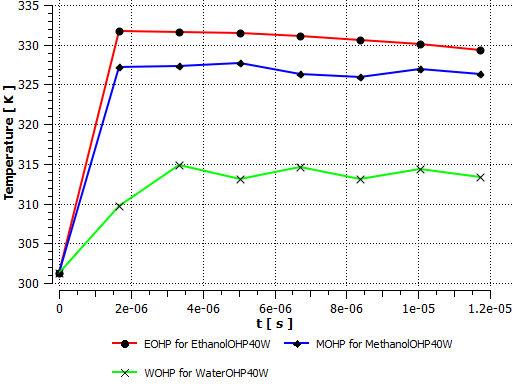 335
330
325
320
315
310
305
300
Temperature [ K ]
0 2e-06 4e-06 6e-06 8e-06 1e-05 1.2e-05
t [ s ]
EOHP for EthanolOHP40W MOHP for MethanolOHP40W
WOHP for WaterOHP40W